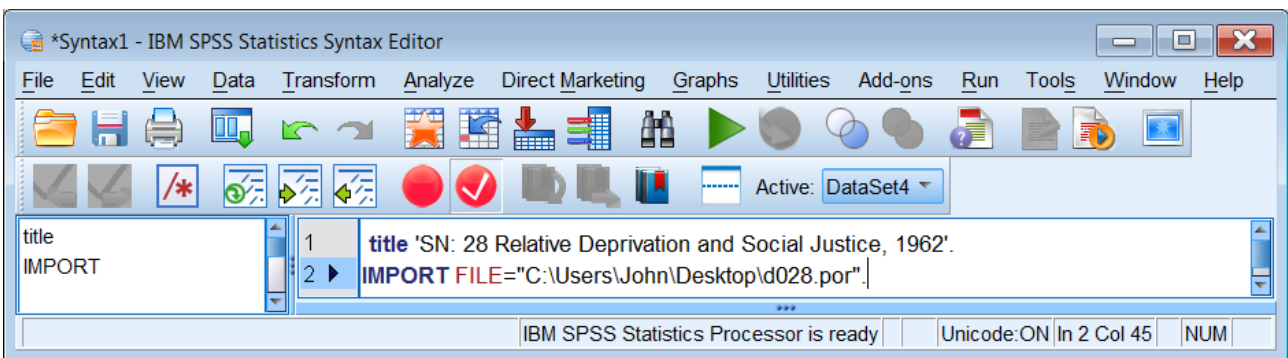 *Syntax1 - IBM SPSS Statistics Syntax Editor
File Edit View Data Transform Analyze Direct Marketing Graphs Utilities Add-ons Run Tools Window Help
/*
Active: DataSet4
title
IMPORT
1 title 'SN: 28 Relative Deprivation and Social Justice, 1962'.
2 IMPORT FILE="C:\Users\John\Desktop\d028.por".
IBM SPSS Statistics Processor is ready Unicode:ON In 2 Col 45 NUM